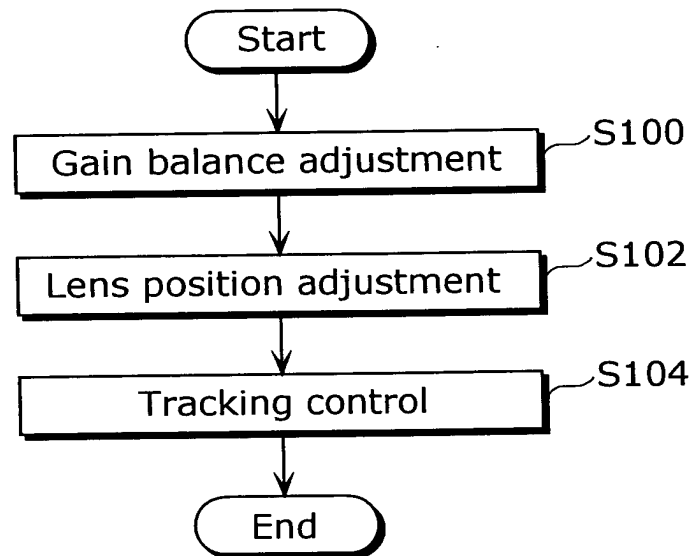 Start
Gain balance adjustment
S100
Lens position adjustment
S102
Tracking control
S104
End